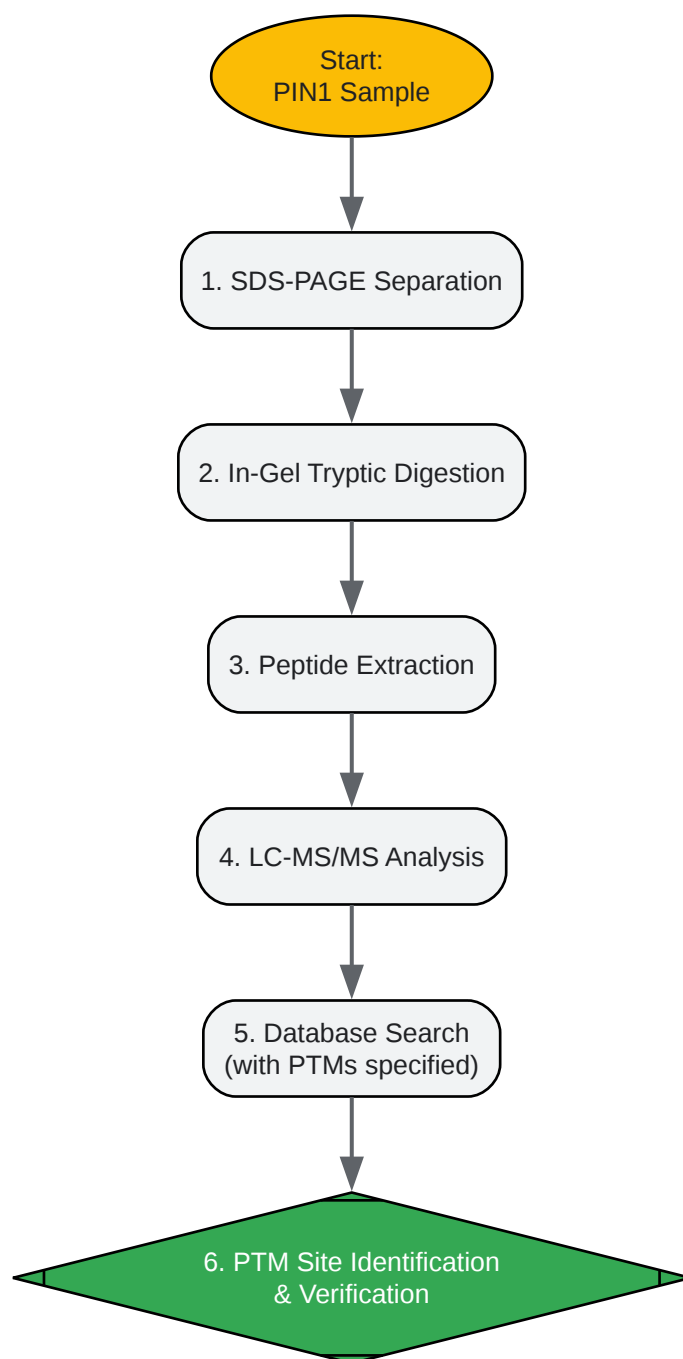 Start:
PIN1 Sample
1. SDS-PAGE Separation
2. In-Gel Tryptic Digestion
3. Peptide Extraction
4. LC-MS/MS Analysis
5. Database Search
(with PTMs specified)
6. PTM Site Identification
& Verification